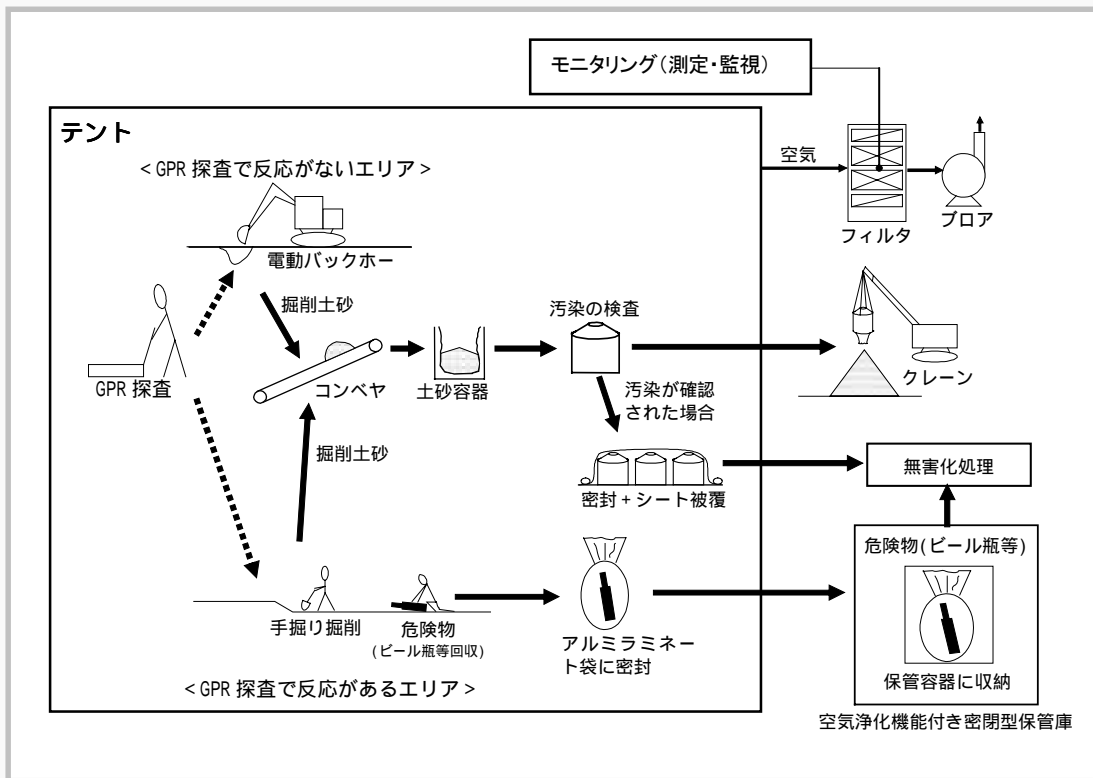 モニタリング(測定・監視)
テント
空気
< GPR 探査で反応がないエリア >
フィルタ
ブロア
電動バックホー
掘削土砂
汚染の検査
GPR 探査
コンベヤ
土砂容器
クレーン
汚染が確認
された場合
掘削土砂
無害化処理
密封+シート被覆
危険物(ビール瓶等)
手掘り掘削
危険物
(ビール瓶等回収)
アルミラミネー
ト袋に密封
保管容器に収納
< GPR 探査で反応があるエリア >
空気浄化機能付き密閉型保管庫